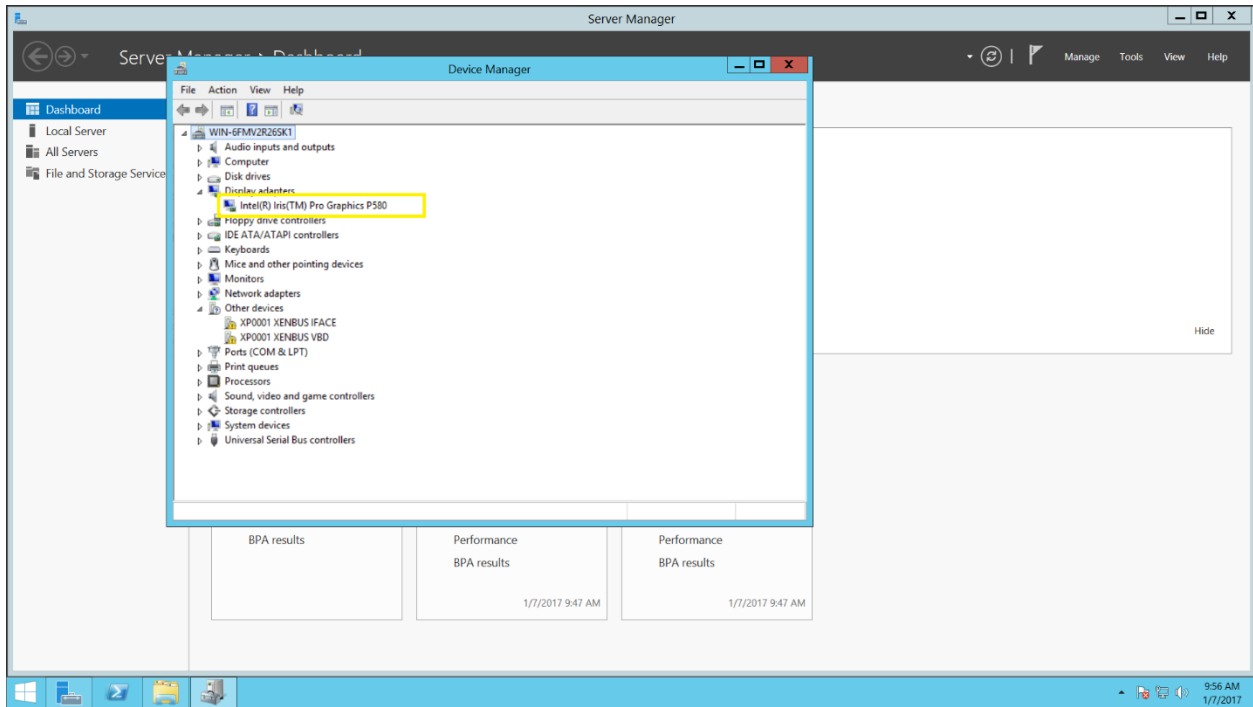 Server Manager
Server Manager > Dashboard
Manage Tools View Help
Dashboard
Local Server
All Servers
File and Storage Service
Device Manager
File Action View Help
WIN-6FMV2R26SK1
Audio inputs and outputs
Computer
Disk drives
Display adapters
Intel(R) Iris(TM) Pro Graphics P580
Floppy drive controllers
IDE ATA/ATAPI controllers
Keyboards
Mice and other pointing devices
Monitors
Network adapters
Other devices
XP0001 XENBUS IFACE
XP0001 XENBUS VBD
Ports (COM & LPT)
Print queues
Processors
Sound, video and game controllers
Storage controllers
System devices
Universal Serial Bus controllers
Hide
BPA results
Performance
BPA results
1/7/2017 9:47 AM
Performance
BPA results
1/7/2017 9:47 AM
9:56 AM
1/7/2017